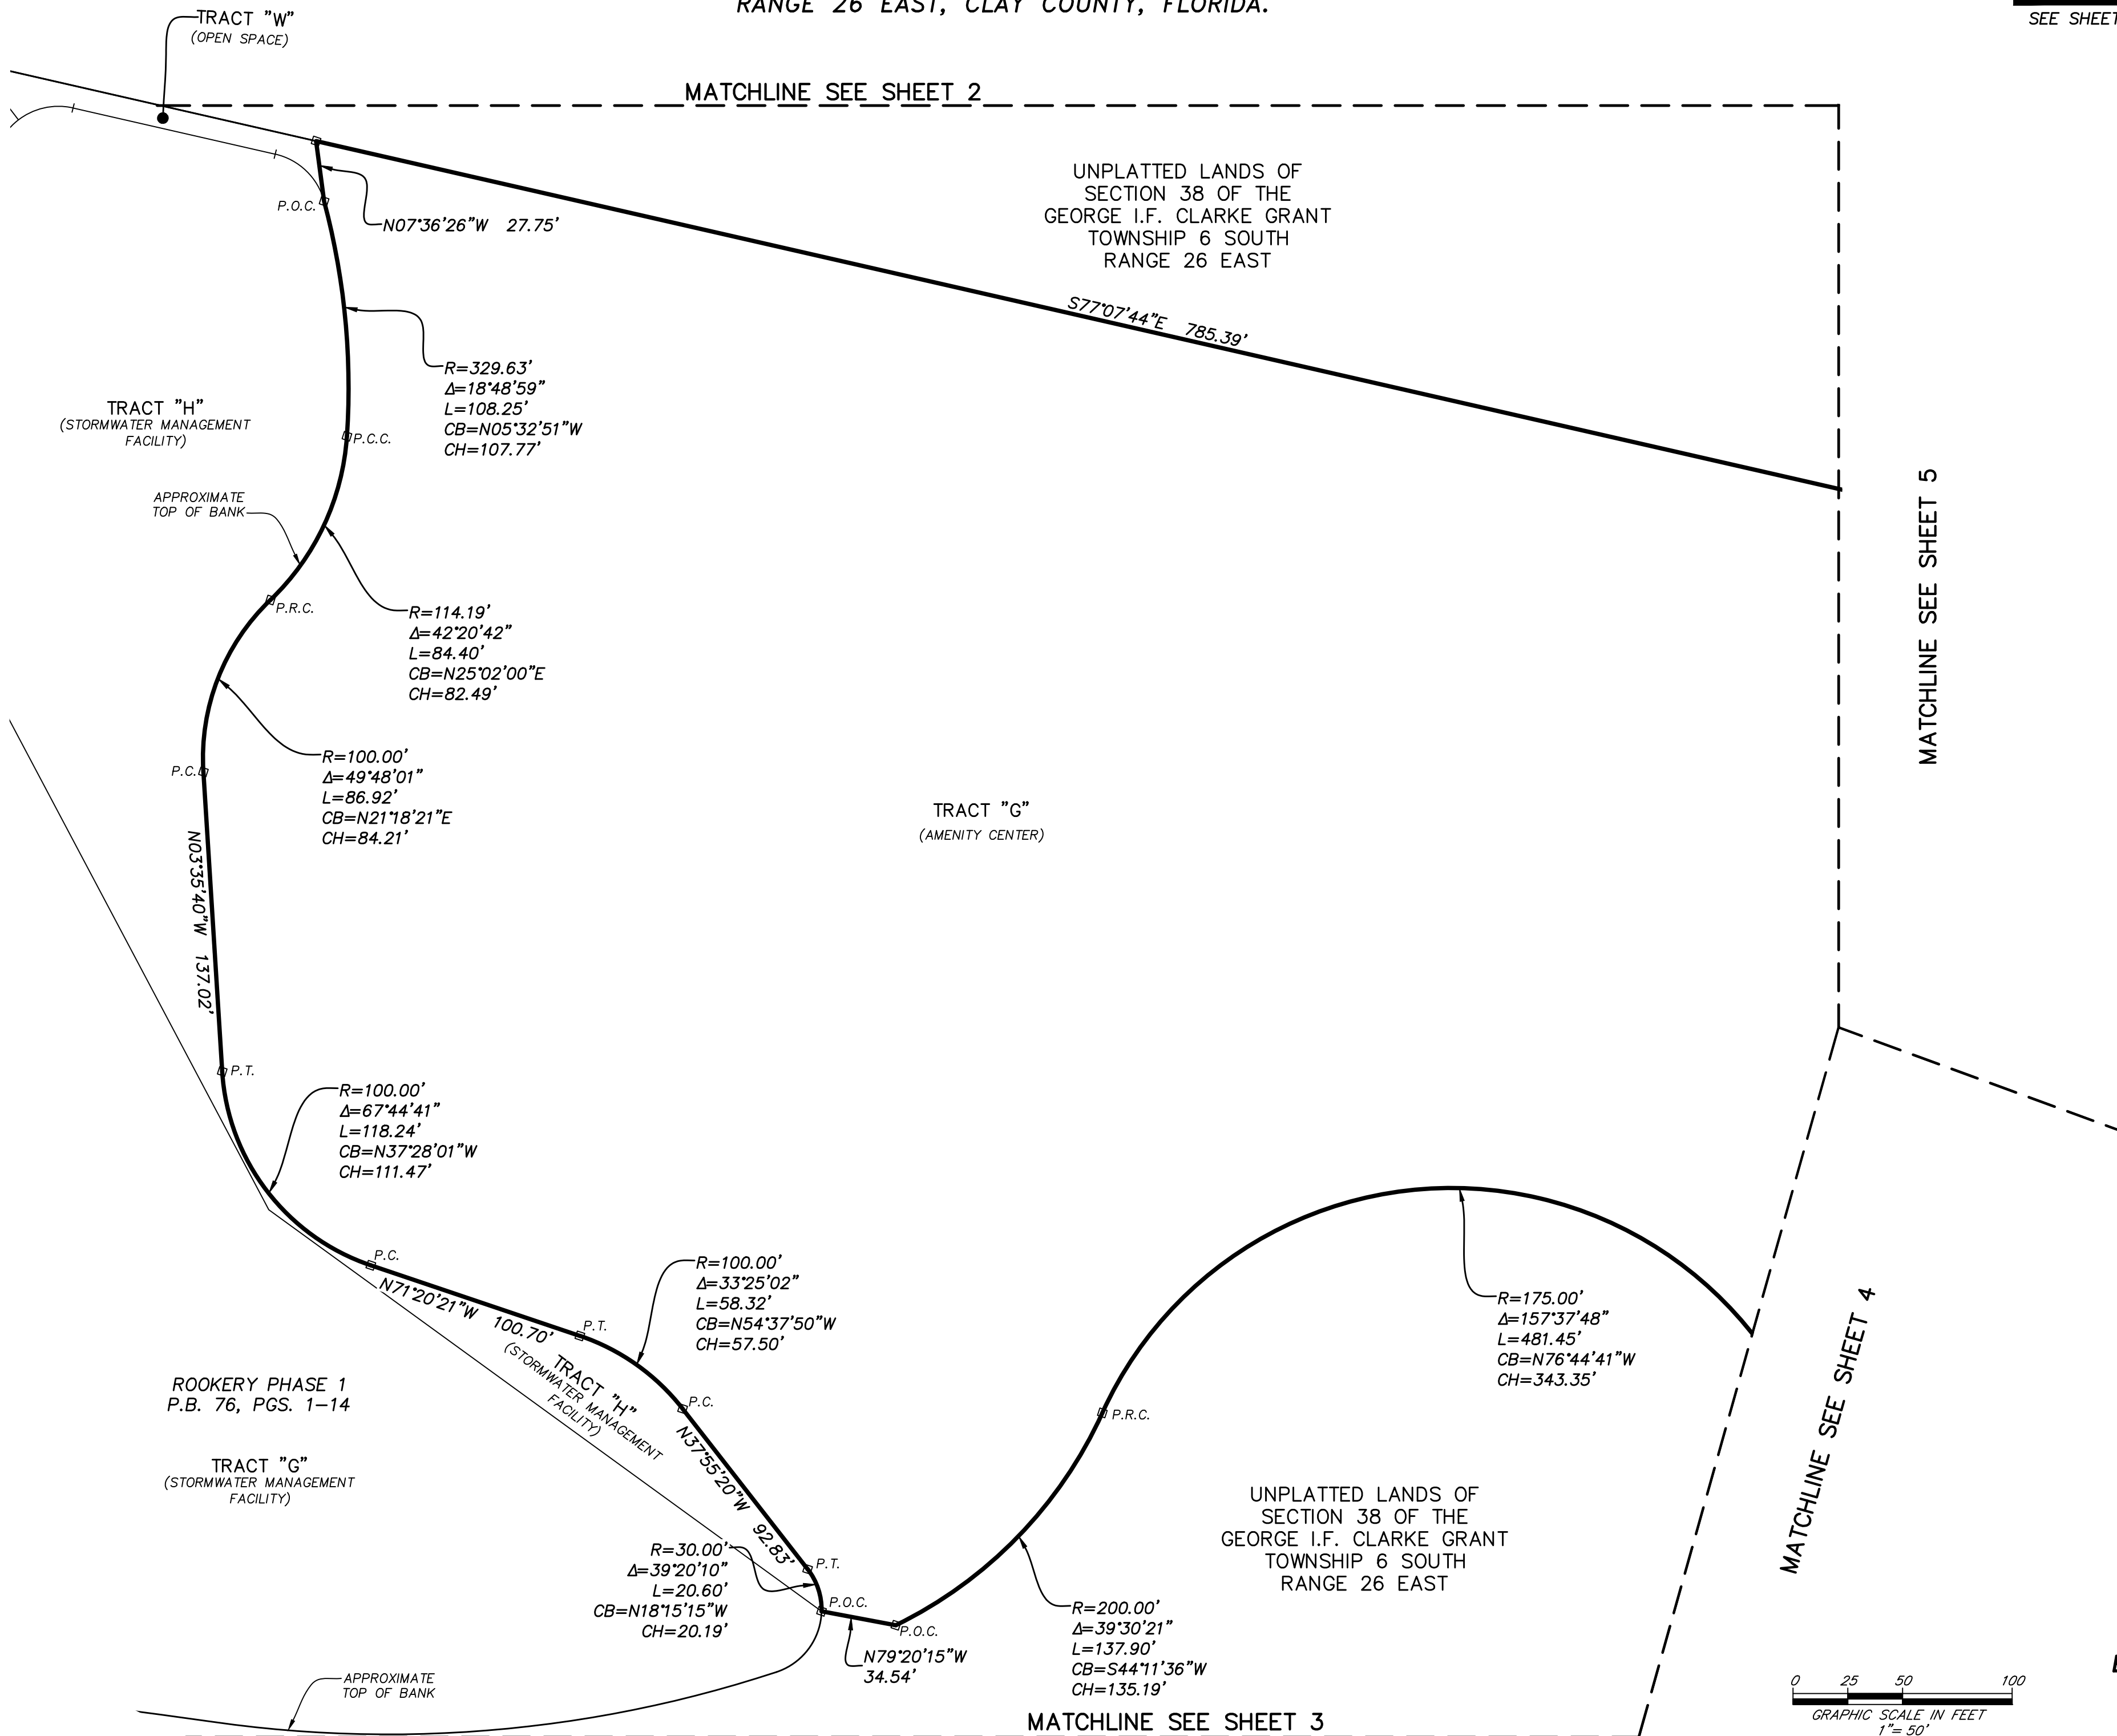 RANGE 26 EAST, CLAY COUNTY, FLORIDA.
SEE SHEET
TRACT "W"
(OPEN SPACE)
MATCHLINE SEE SHEET 2
UNPLATTED LANDS OF
SECTION 38 OF THE
GEORGE I.F. CLARKE GRANT
TOWNSHIP 6 SOUTH
RANGE 26 EAST
P.O.C.
N07°36'26"W 27.75'
S77°07'44"E 785.39'
R=329.63'
Δ=18°48'59"
L=108.25'
CB=N05°32'51"W
CH=107.77'
TRACT "H"
(STORMWATER MANAGEMENT
FACILITY)
P.C.C.
APPROXIMATE
TOP OF BANK
MATCHLINE SEE SHEET 5
P.R.C.
R=114.19'
Δ=42°20'42"
L=84.40'
CB=N25°02'00"E
CH=82.49'
P.C.
R=100.00'
Δ=49°48'01"
L=86.92'
CB=N21°18'21"E
CH=84.21'
TRACT "G"
(AMENITY CENTER)
N03°35'40"W 137.02'
P.T.
R=100.00'
Δ=67°44'41"
L=118.24'
CB=N37°28'01"W
CH=111.47'
P.C.
N71°20'21"W 100.70'
P.T.
R=100.00'
Δ=33°25'02"
L=58.32'
CB=N54°37'50"W
CH=57.50'
R=175.00'
Δ=157°37'48"
L=481.45'
CB=N76°44'41"W
CH=343.35'
MATCHLINE SEE SHEET 4
TRACT "H"
(STORMWATER MANAGEMENT
FACILITY)
ROOKERY PHASE 1
P.B. 76, PGS. 1-14
P.C.
P.R.C.
N37°55'20"W 92.83'
TRACT "G"
(STORMWATER MANAGEMENT
FACILITY)
UNPLATTED LANDS OF
SECTION 38 OF THE
GEORGE I.F. CLARKE GRANT
TOWNSHIP 6 SOUTH
RANGE 26 EAST
P.T.
R=30.00'
Δ=39°20'10"
L=20.60'
CB=N18°15'15"W
CH=20.19'
P.O.C.
P.O.C.
N79°20'15"W
34.54'
R=200.00'
Δ=39°30'21"
L=137.90'
CB=S44°11'36"W
CH=135.19'
APPROXIMATE
TOP OF BANK
MATCHLINE SEE SHEET 3
0 25 50 100
GRAPHIC SCALE IN FEET
1"= 50'